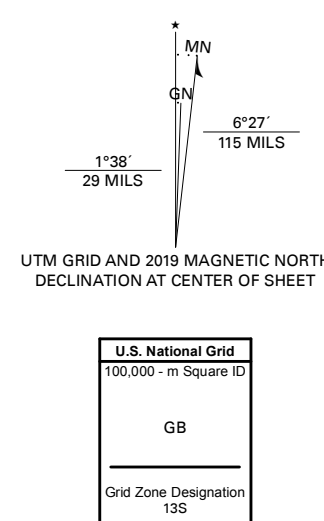 ★
MN
GN
6°27´
115 MILS
1°38´
29 MILS
UTM GRID AND 2019 MAGNETIC NORTH
DECLINATION AT CENTER OF SHEET
U.S. National Grid
100,000 - m Square ID
GB
Grid Zone Designation
13S